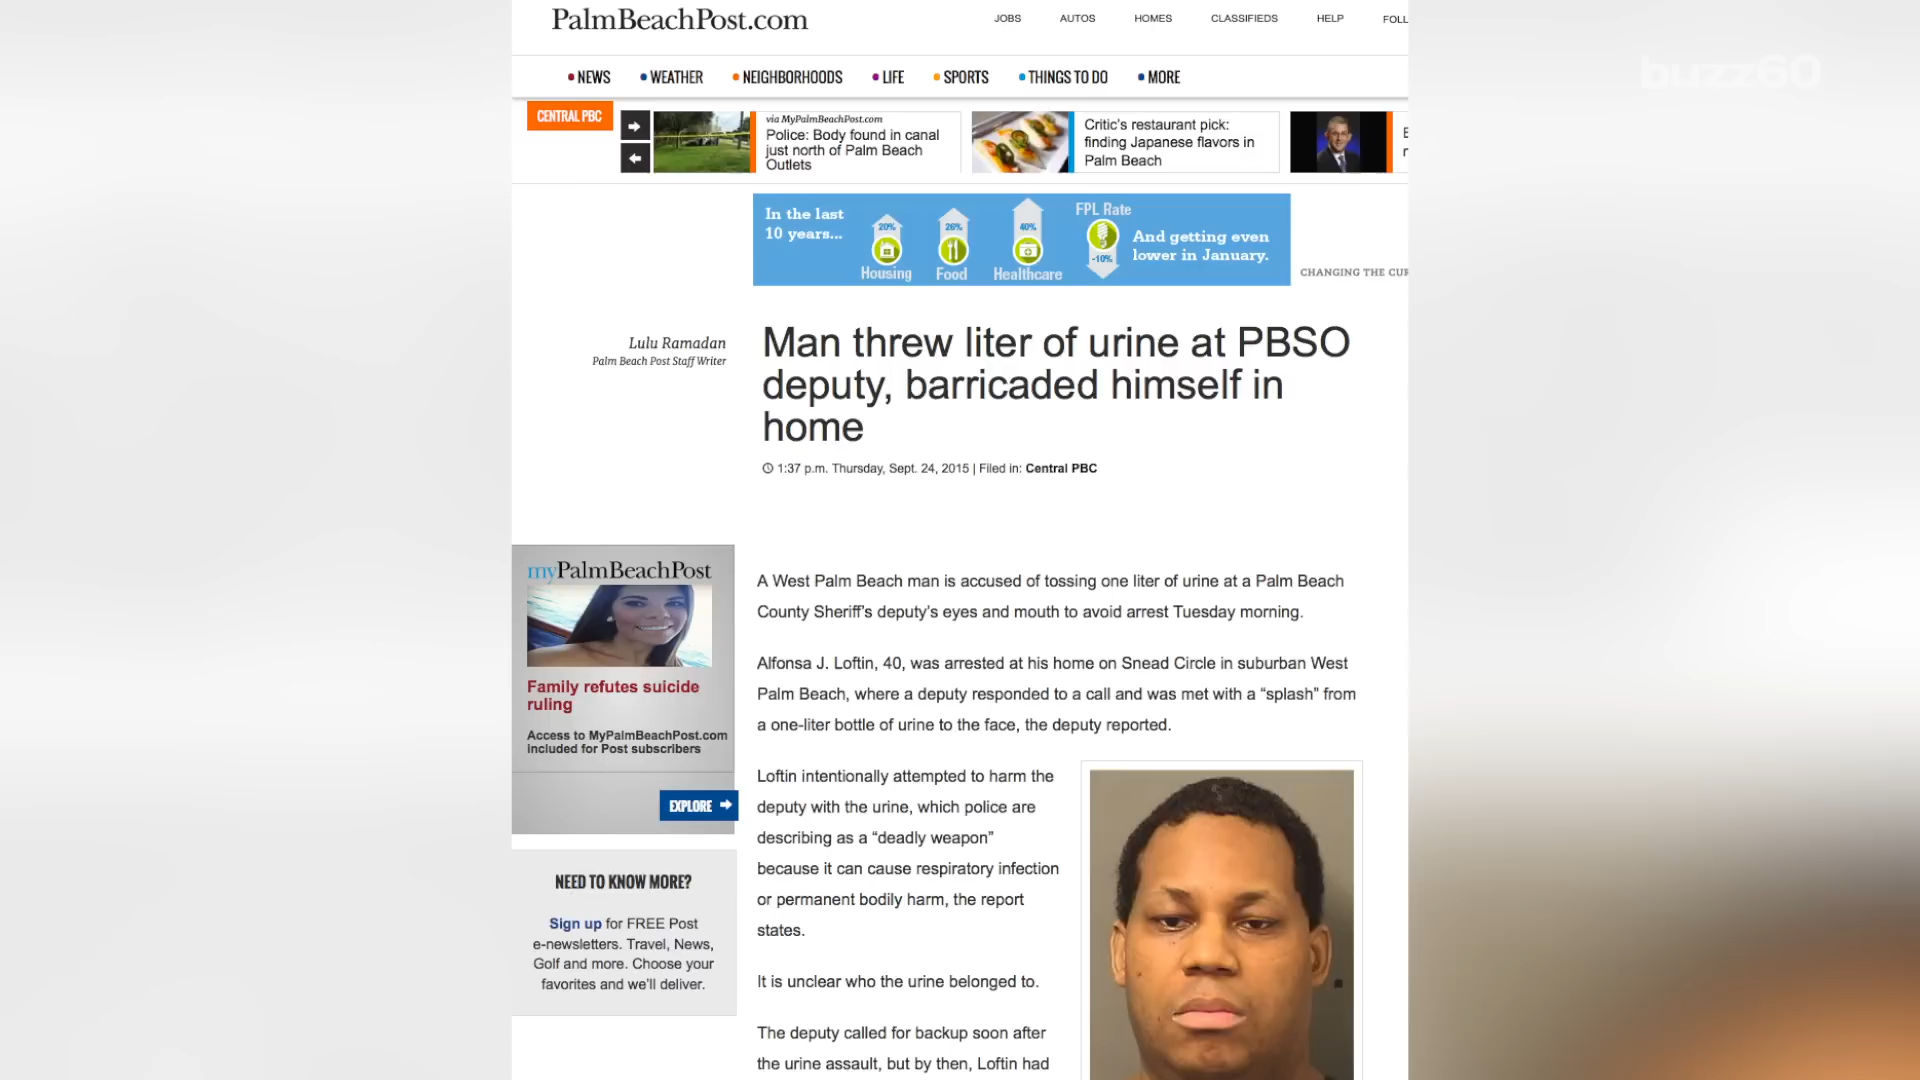 PalmBeachPost.com
JOBS AUTOS HOMES CLASSIFIEDS HELP FOLL
buzz60
NEWS WEATHER NEIGHBORHOODS LIFE SPORTS THINGS TO DO MORE
CENTRAL PBC
via MyPalmBeachPost.com
Police: Body found in canal
just north of Palm Beach
Outlets
Critic's restaurant pick:
finding Japanese flavors in
Palm Beach
In the last
10 years...
20%
Housing
26%
Food
40%
Healthcare
FPL Rate
-10%
And getting even
lower in January.
CHANGING THE CUR
Lulu Ramadan
Palm Beach Post Staff Writer
Man threw liter of urine at PBSO
deputy, barricaded himself in
home
1:37 p.m. Thursday, Sept. 24, 2015 | Filed in: Central PBC
myPalmBeachPost
Family refutes suicide
ruling
Access to MyPalmBeachPost.com
included for Post subscribers
EXPLORE
NEED TO KNOW MORE?
Sign up for FREE Post
e-newsletters. Travel, News,
Golf and more. Choose your
favorites and we'll deliver.
A West Palm Beach man is accused of tossing one liter of urine at a Palm Beach
County Sheriff's deputy's eyes and mouth to avoid arrest Tuesday morning.
Alfonsa J. Loftin, 40, was arrested at his home on Snead Circle in suburban West
Palm Beach, where a deputy responded to a call and was met with a “splash” from
a one-liter bottle of urine to the face, the deputy reported.
Loftin intentionally attempted to harm the
deputy with the urine, which police are
describing as a “deadly weapon”
because it can cause respiratory infection
or permanent bodily harm, the report
states.
It is unclear who the urine belonged to.
The deputy called for backup soon after
the urine assault, but by then, Loftin had